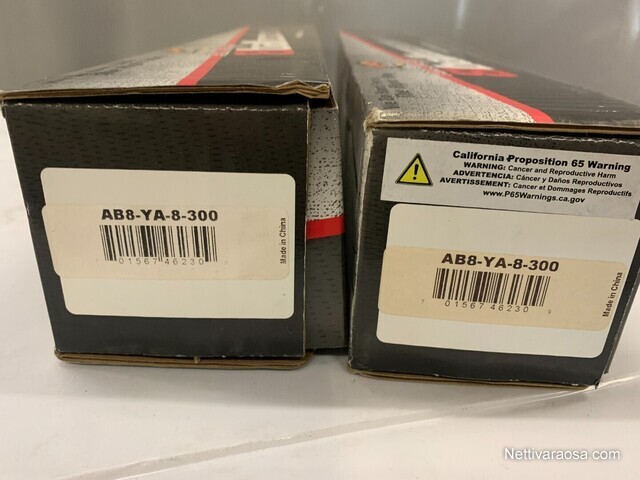 AB8-YA-8-300
01567 46230
Made in China
California Proposition 65 Warning
WARNING: Cancer and Reproductive Harm
ADVERTENCIA: Cáncer y Daños Reproductivos
AVERTISSEMENT: Cancer et Dommages Reproductifs
www.P65Warnings.ca.gov
AB8-YA-8-300
7 01567 46230 9
Made in China
Nettivaraosa.com